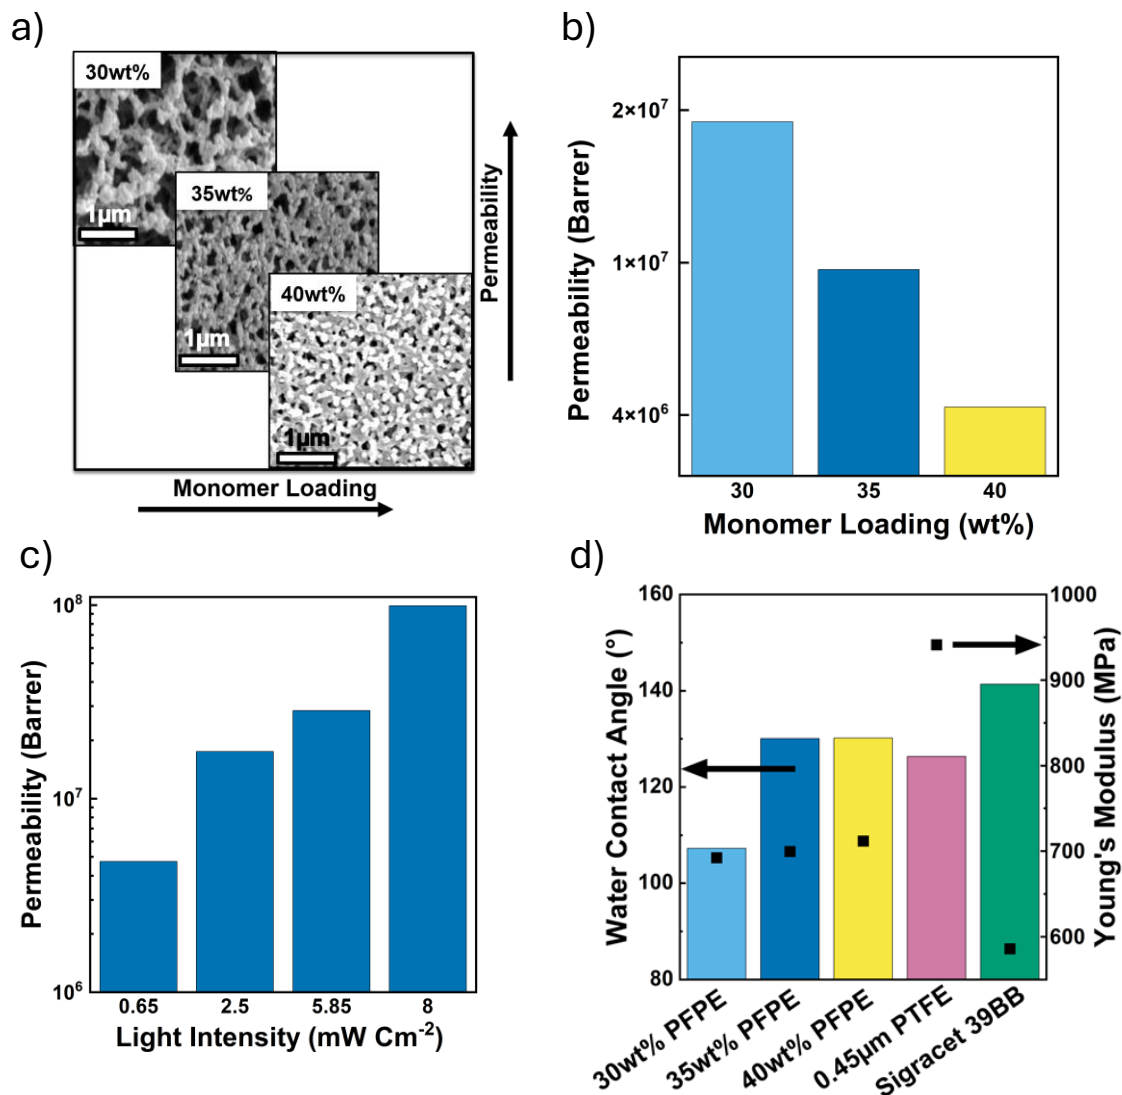 a)
30wt%
1µm
35wt%
1µm
40wt%
1µm
Permeability
Monomer Loading
b)
Permeability (Barrer)
2×10⁷
1×10⁷
4×10⁶
30 35 40
Monomer Loading (wt%)
c)
Permeability (Barrer)
10⁸
10⁷
10⁶
0.65 2.5 5.85 8
Light Intensity (mW Cm⁻²)
d)
Water Contact Angle (°)
160
140
120
100
80
1000
900
800
700
600
Young's Modulus (MPa)
30wt% PFPE
35wt% PFPE
40wt% PFPE
0.45µm PTFE
Sigracet 39BB